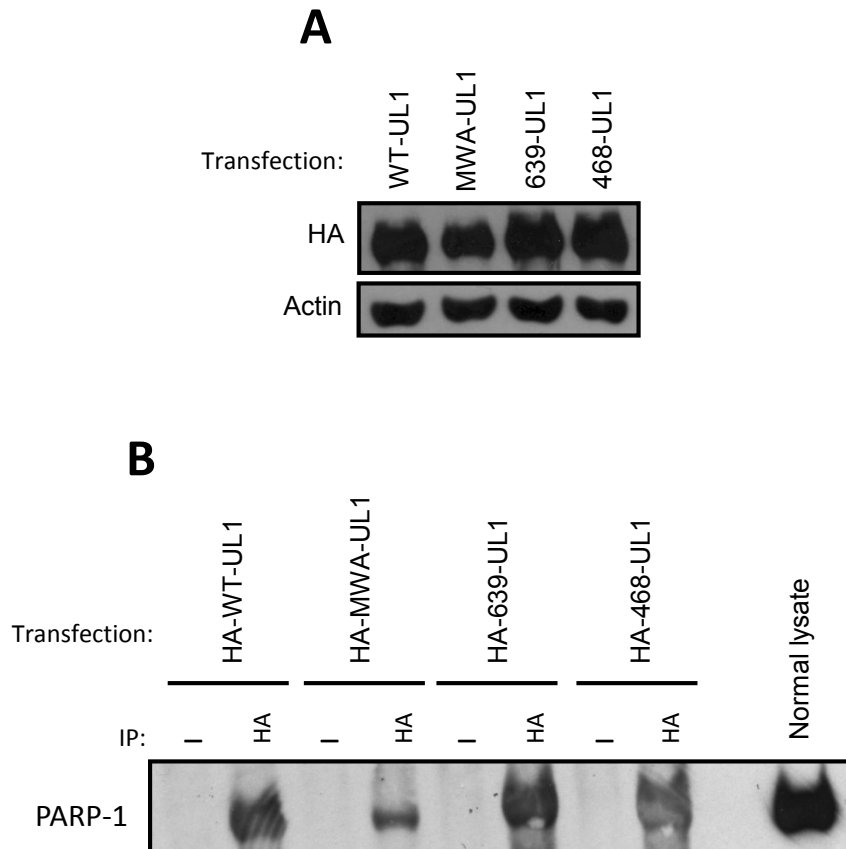 A
Transfection:
WT-UL1
MWA-UL1
639-UL1
468-UL1
HA
Actin
B
Transfection:
HA-WT-UL1
HA-MWA-UL1
HA-639-UL1
HA-468-UL1
Normal lysate
IP:
– HA – HA – HA – HA
PARP-1